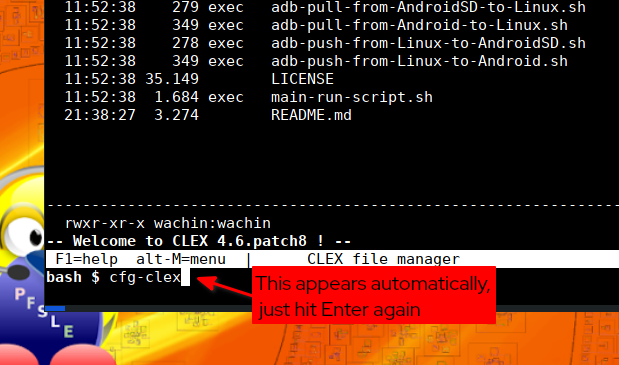 11:52:38 279 exec adb-pull-from-AndroidSD-to-Linux.sh
11:52:38 349 exec adb-pull-from-Android-to-Linux.sh
11:52:38 278 exec adb-push-from-Linux-to-AndroidSD.sh
11:52:38 349 exec adb-push-from-Linux-to-Android.sh
11:52:38 35.149 LICENSE
11:52:38 1.684 exec main-run-script.sh
21:38:27 3.274 README.md
--------------------------------------------------------------
rwxr-xr-x wachin:wachin
-- Welcome to CLEX 4.6.patch8 ! --
F1=help alt-M=menu | CLEX file manager
bash $ cfg-clex
This appears automatically,
just hit Enter again
PFSLE